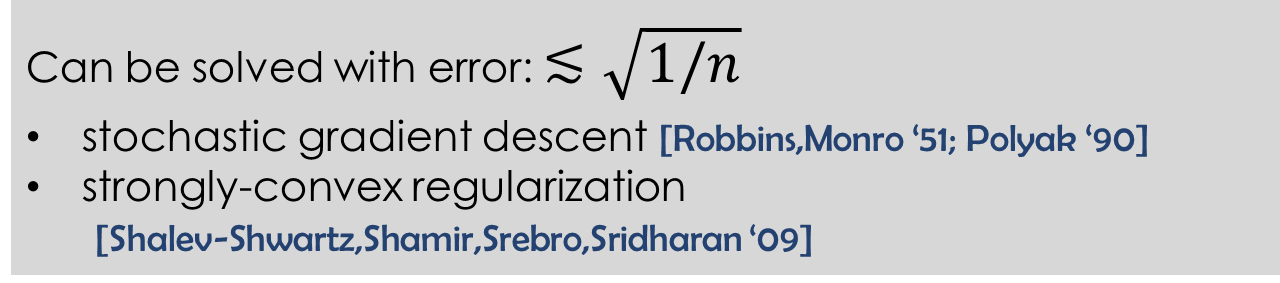 Can be solved with error: ≲ √1/n
• stochastic gradient descent [Robbins,Monro ‘51; Polyak ‘90]
• strongly-convex regularization
[Shalev-Shwartz,Shamir,Srebro,Sridharan ‘09]